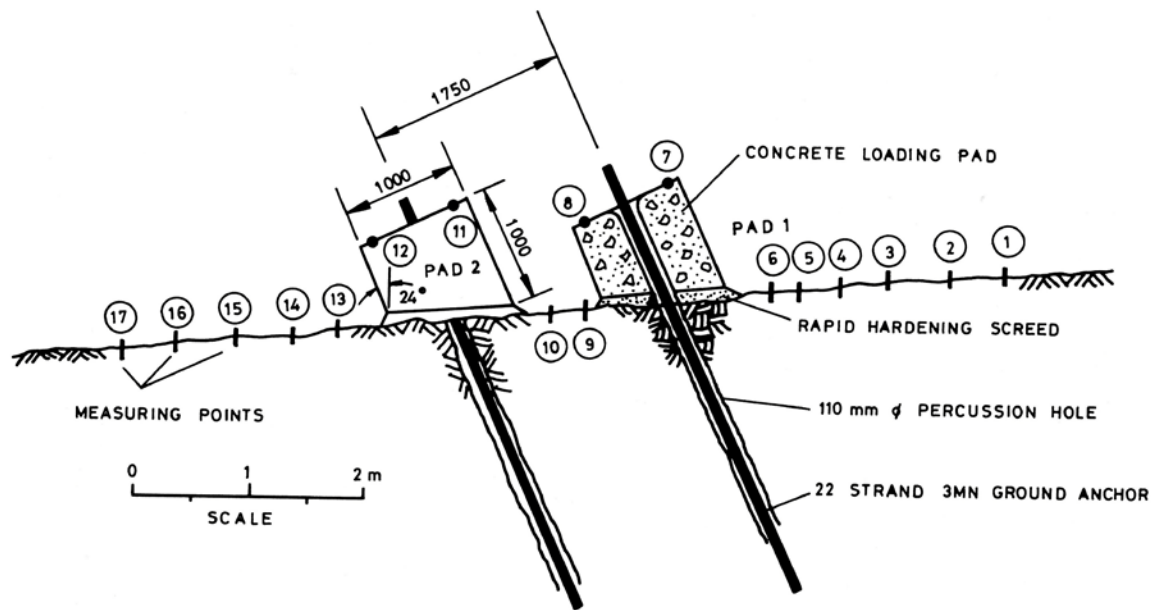 1750
1000
7
CONCRETE LOADING PAD
8
11
1000
PAD 1
12
PAD 2
6
5
4
3
2
1
24°
17
16
15
14
13
10
9
RAPID HARDENING SCREED
MEASURING POINTS
110 mm ϕ PERCUSSION HOLE
0
1
2 m
SCALE
22 STRAND 3MN GROUND ANCHOR